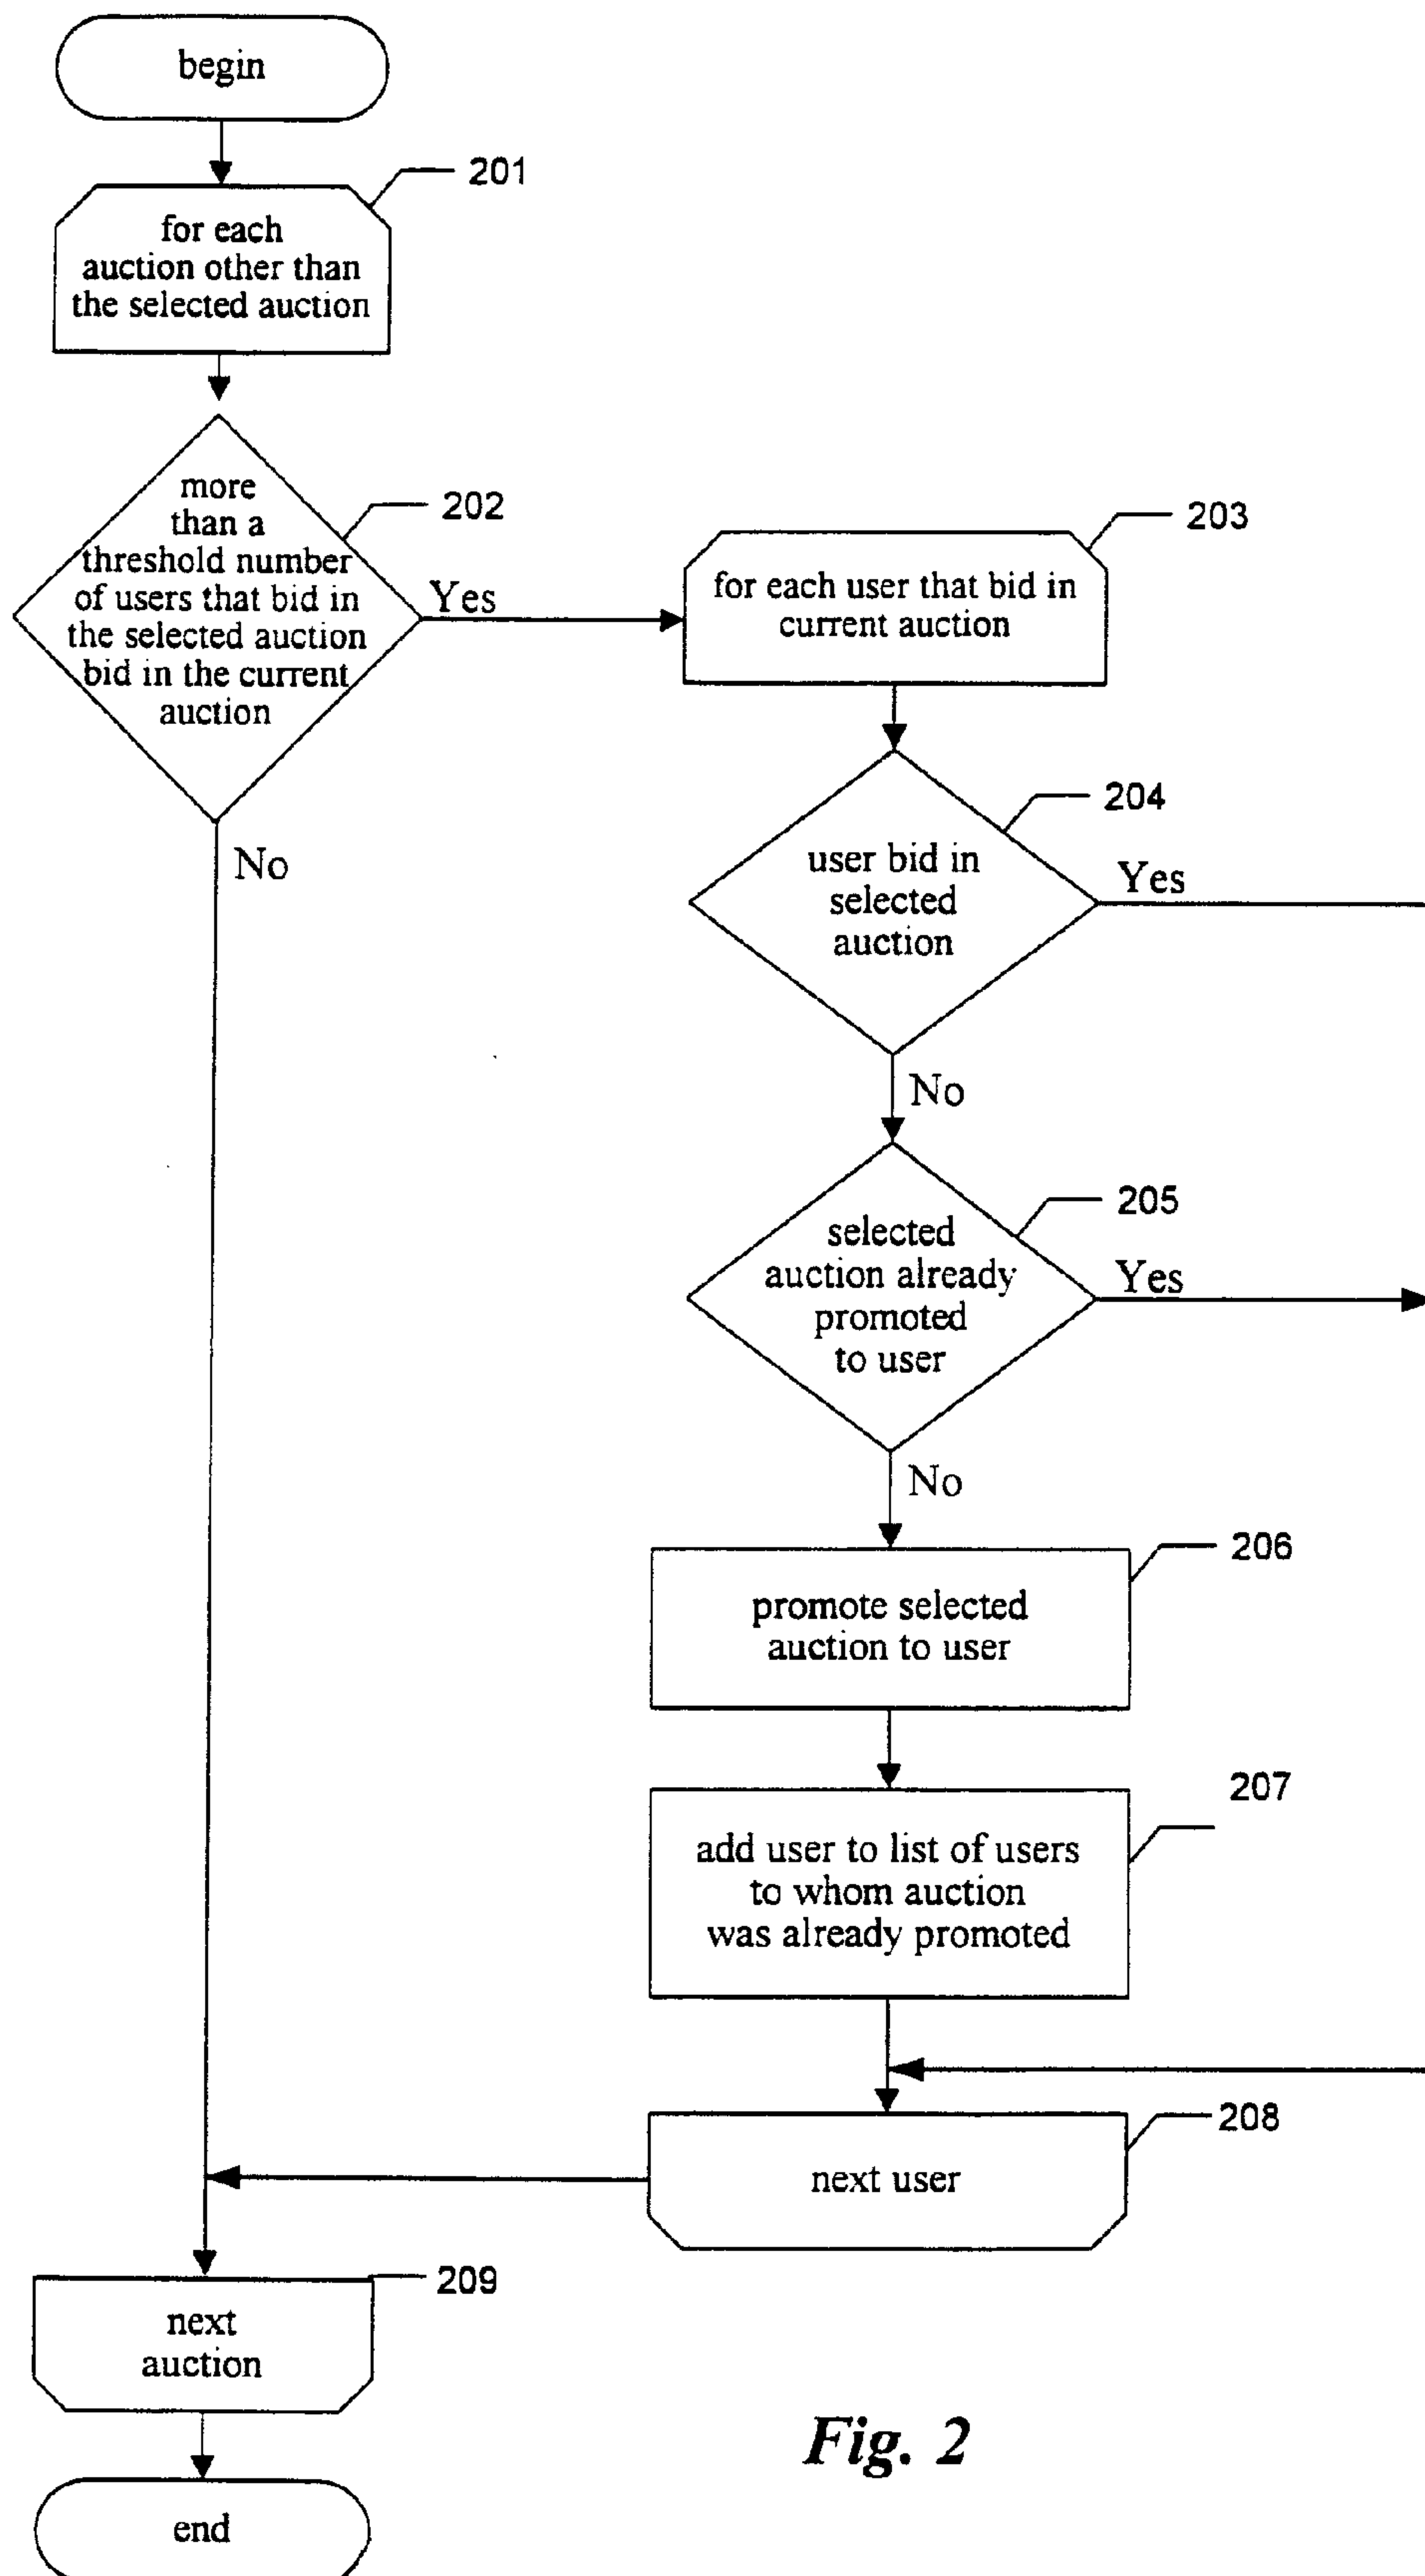 begin
201
for each
auction other than
the selected auction
202
more
than a
threshold number
of users that bid in
the selected auction
bid in the current
auction
Yes
No
203
for each user that bid in
current auction
204
user bid in
selected
auction
Yes
No
205
selected
auction already
promoted
to user
Yes
No
206
promote selected
auction to user
207
add user to list of users
to whom auction
was already promoted
208
next user
209
next
auction
end
Fig. 2